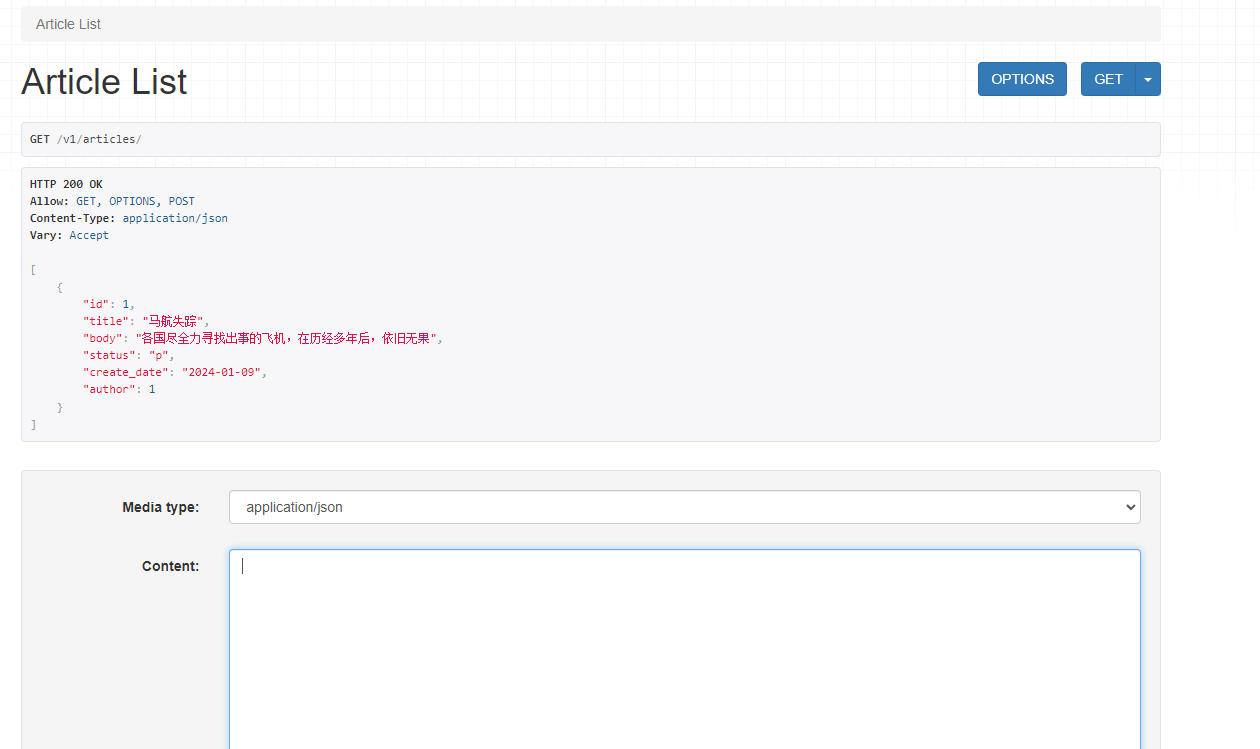 Article List
Article List
OPTIONS GET
GET /v1/articles/
HTTP 200 OK
Allow: GET, OPTIONS, POST
Content-Type: application/json
Vary: Accept
[
{
"id": 1,
"title": "马航失踪",
"body": "各国尽全力寻找出事的飞机，在历经多年后，依旧无果",
"status": "p",
"create_date": "2024-01-09",
"author": 1
}
]
Media type: application/json
Content: